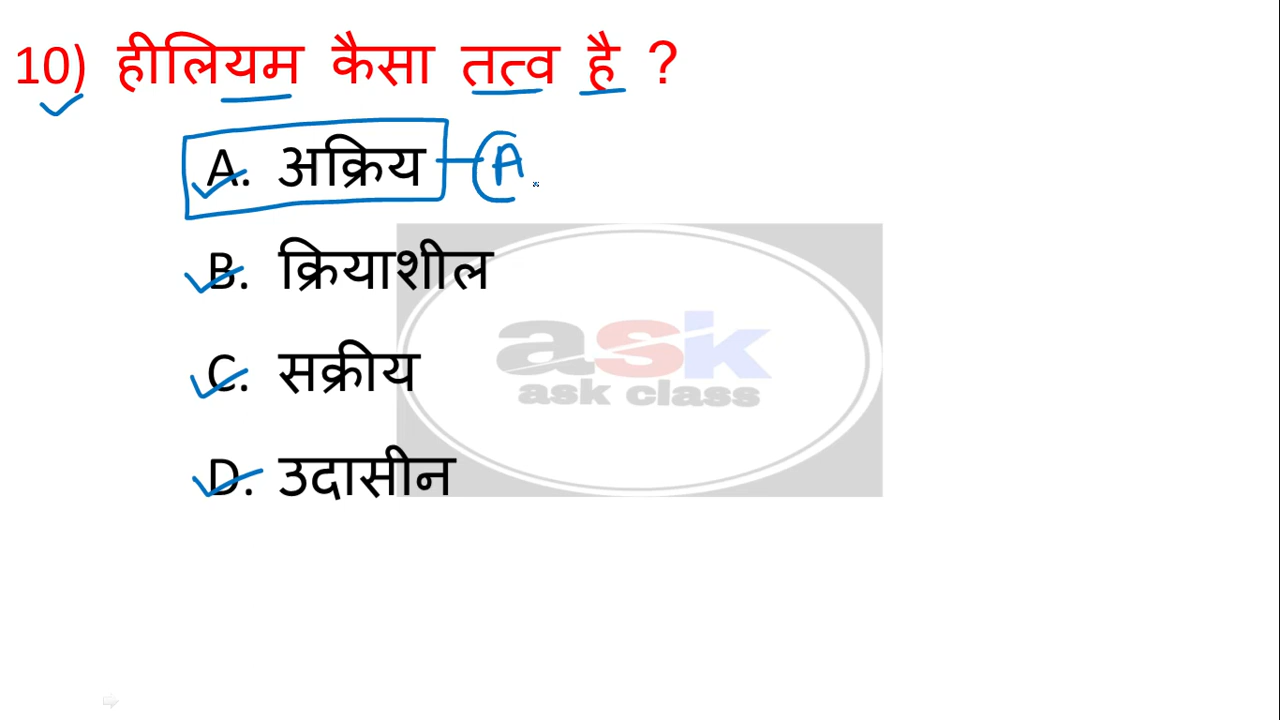 10) हीलियम कैसा तत्व है ?
A. अक्रिय (A
B. क्रियाशील
C. सक्रीय
D. उदासीन
ask
ask class